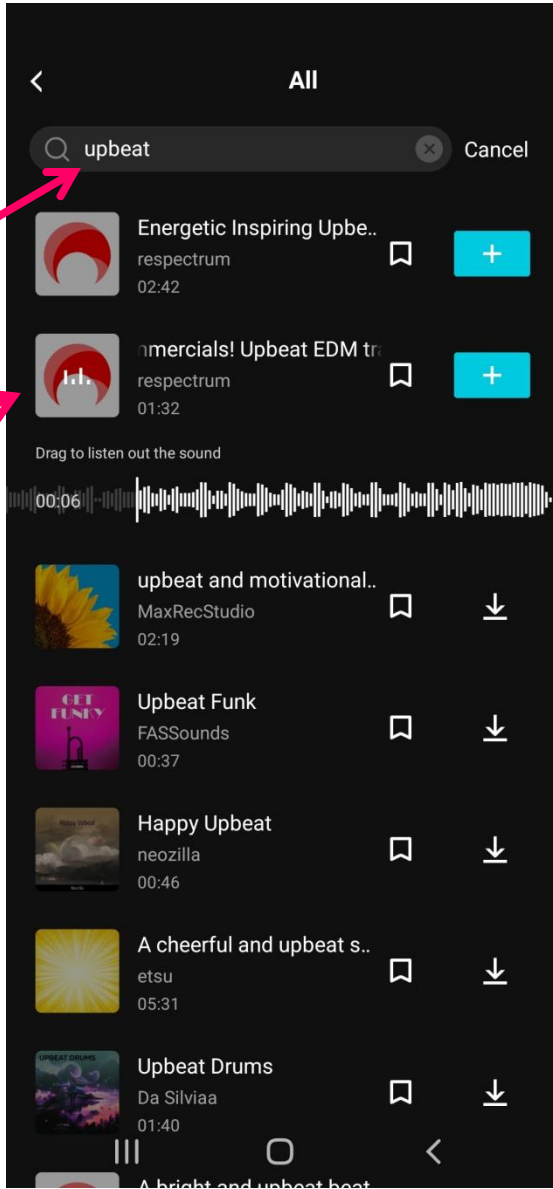 All
upbeat
Cancel
Energetic Inspiring Upbe..
respectrum
02:42
nmercials! Upbeat EDM tra
respectrum
01:32
Drag to listen out the sound
00:06
upbeat and motivational..
MaxRecStudio
02:19
GET
FUNKY
Upbeat Funk
FASSounds
00:37
Happy Upbeat
Happy Upbeat
neozilla
00:46
A cheerful and upbeat s..
etsu
05:31
UPBEAT DRUMS
Upbeat Drums
Da Silviaa
01:40
A bright and upbeat beat